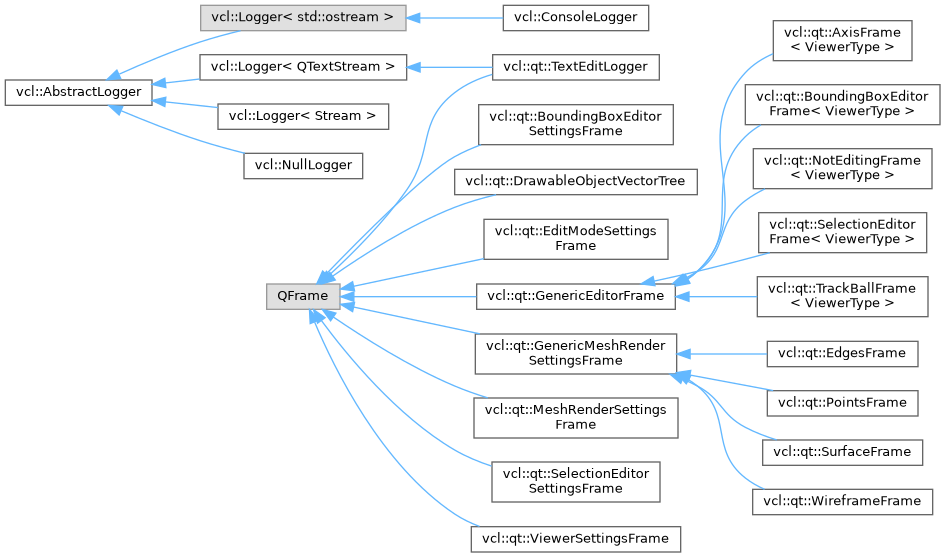 vcl::AbstractLogger
vcl::Logger< std::ostream >
vcl::Logger< QTextStream >
vcl::Logger< Stream >
vcl::NullLogger
QFrame
vcl::ConsoleLogger
vcl::qt::TextEditLogger
vcl::qt::BoundingBoxEditor
SettingsFrame
vcl::qt::DrawableObjectVectorTree
vcl::qt::EditModeSettings
Frame
vcl::qt::GenericEditorFrame
vcl::qt::GenericMeshRender
SettingsFrame
vcl::qt::MeshRenderSettings
Frame
vcl::qt::SelectionEditor
SettingsFrame
vcl::qt::ViewerSettingsFrame
vcl::qt::AxisFrame
< ViewerType >
vcl::qt::BoundingBoxEditor
Frame< ViewerType >
vcl::qt::NotEditingFrame
< ViewerType >
vcl::qt::SelectionEditor
Frame< ViewerType >
vcl::qt::TrackBallFrame
< ViewerType >
vcl::qt::EdgesFrame
vcl::qt::PointsFrame
vcl::qt::SurfaceFrame
vcl::qt::WireframeFrame